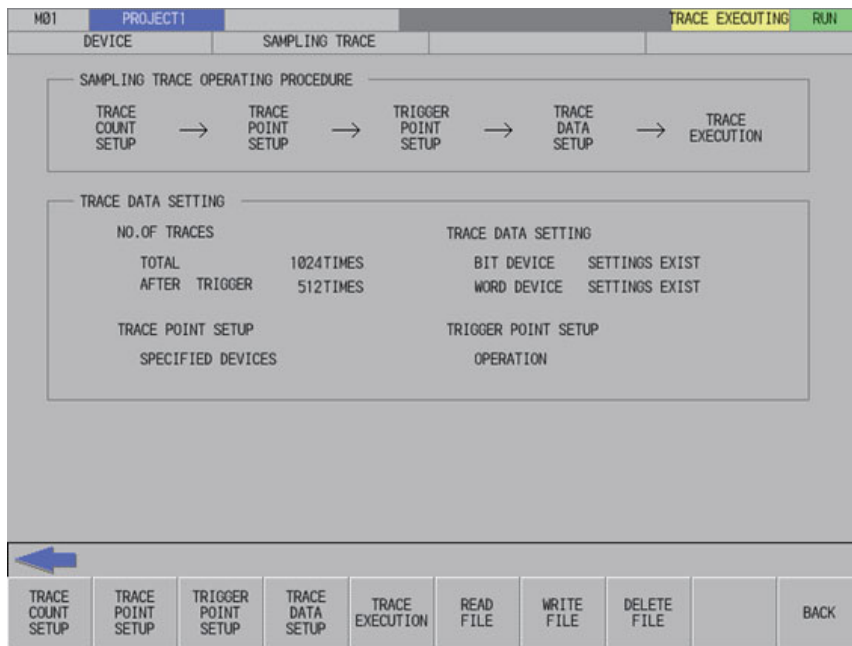 M01 PROJECT1 TRACE EXECUTING RUN
DEVICE SAMPLING TRACE
SAMPLING TRACE OPERATING PROCEDURE
TRACE COUNT SETUP → TRACE POINT SETUP → TRIGGER POINT SETUP → TRACE DATA SETUP → TRACE EXECUTION
TRACE DATA SETTING
NO.OF TRACES TRACE DATA SETTING
TOTAL 1024TIMES BIT DEVICE SETTINGS EXIST
AFTER TRIGGER 512TIMES WORD DEVICE SETTINGS EXIST
TRACE POINT SETUP TRIGGER POINT SETUP
SPECIFIED DEVICES OPERATION
TRACE COUNT SETUP TRACE POINT SETUP TRIGGER POINT SETUP TRACE DATA SETUP TRACE EXECUTION READ FILE WRITE FILE DELETE FILE BACK